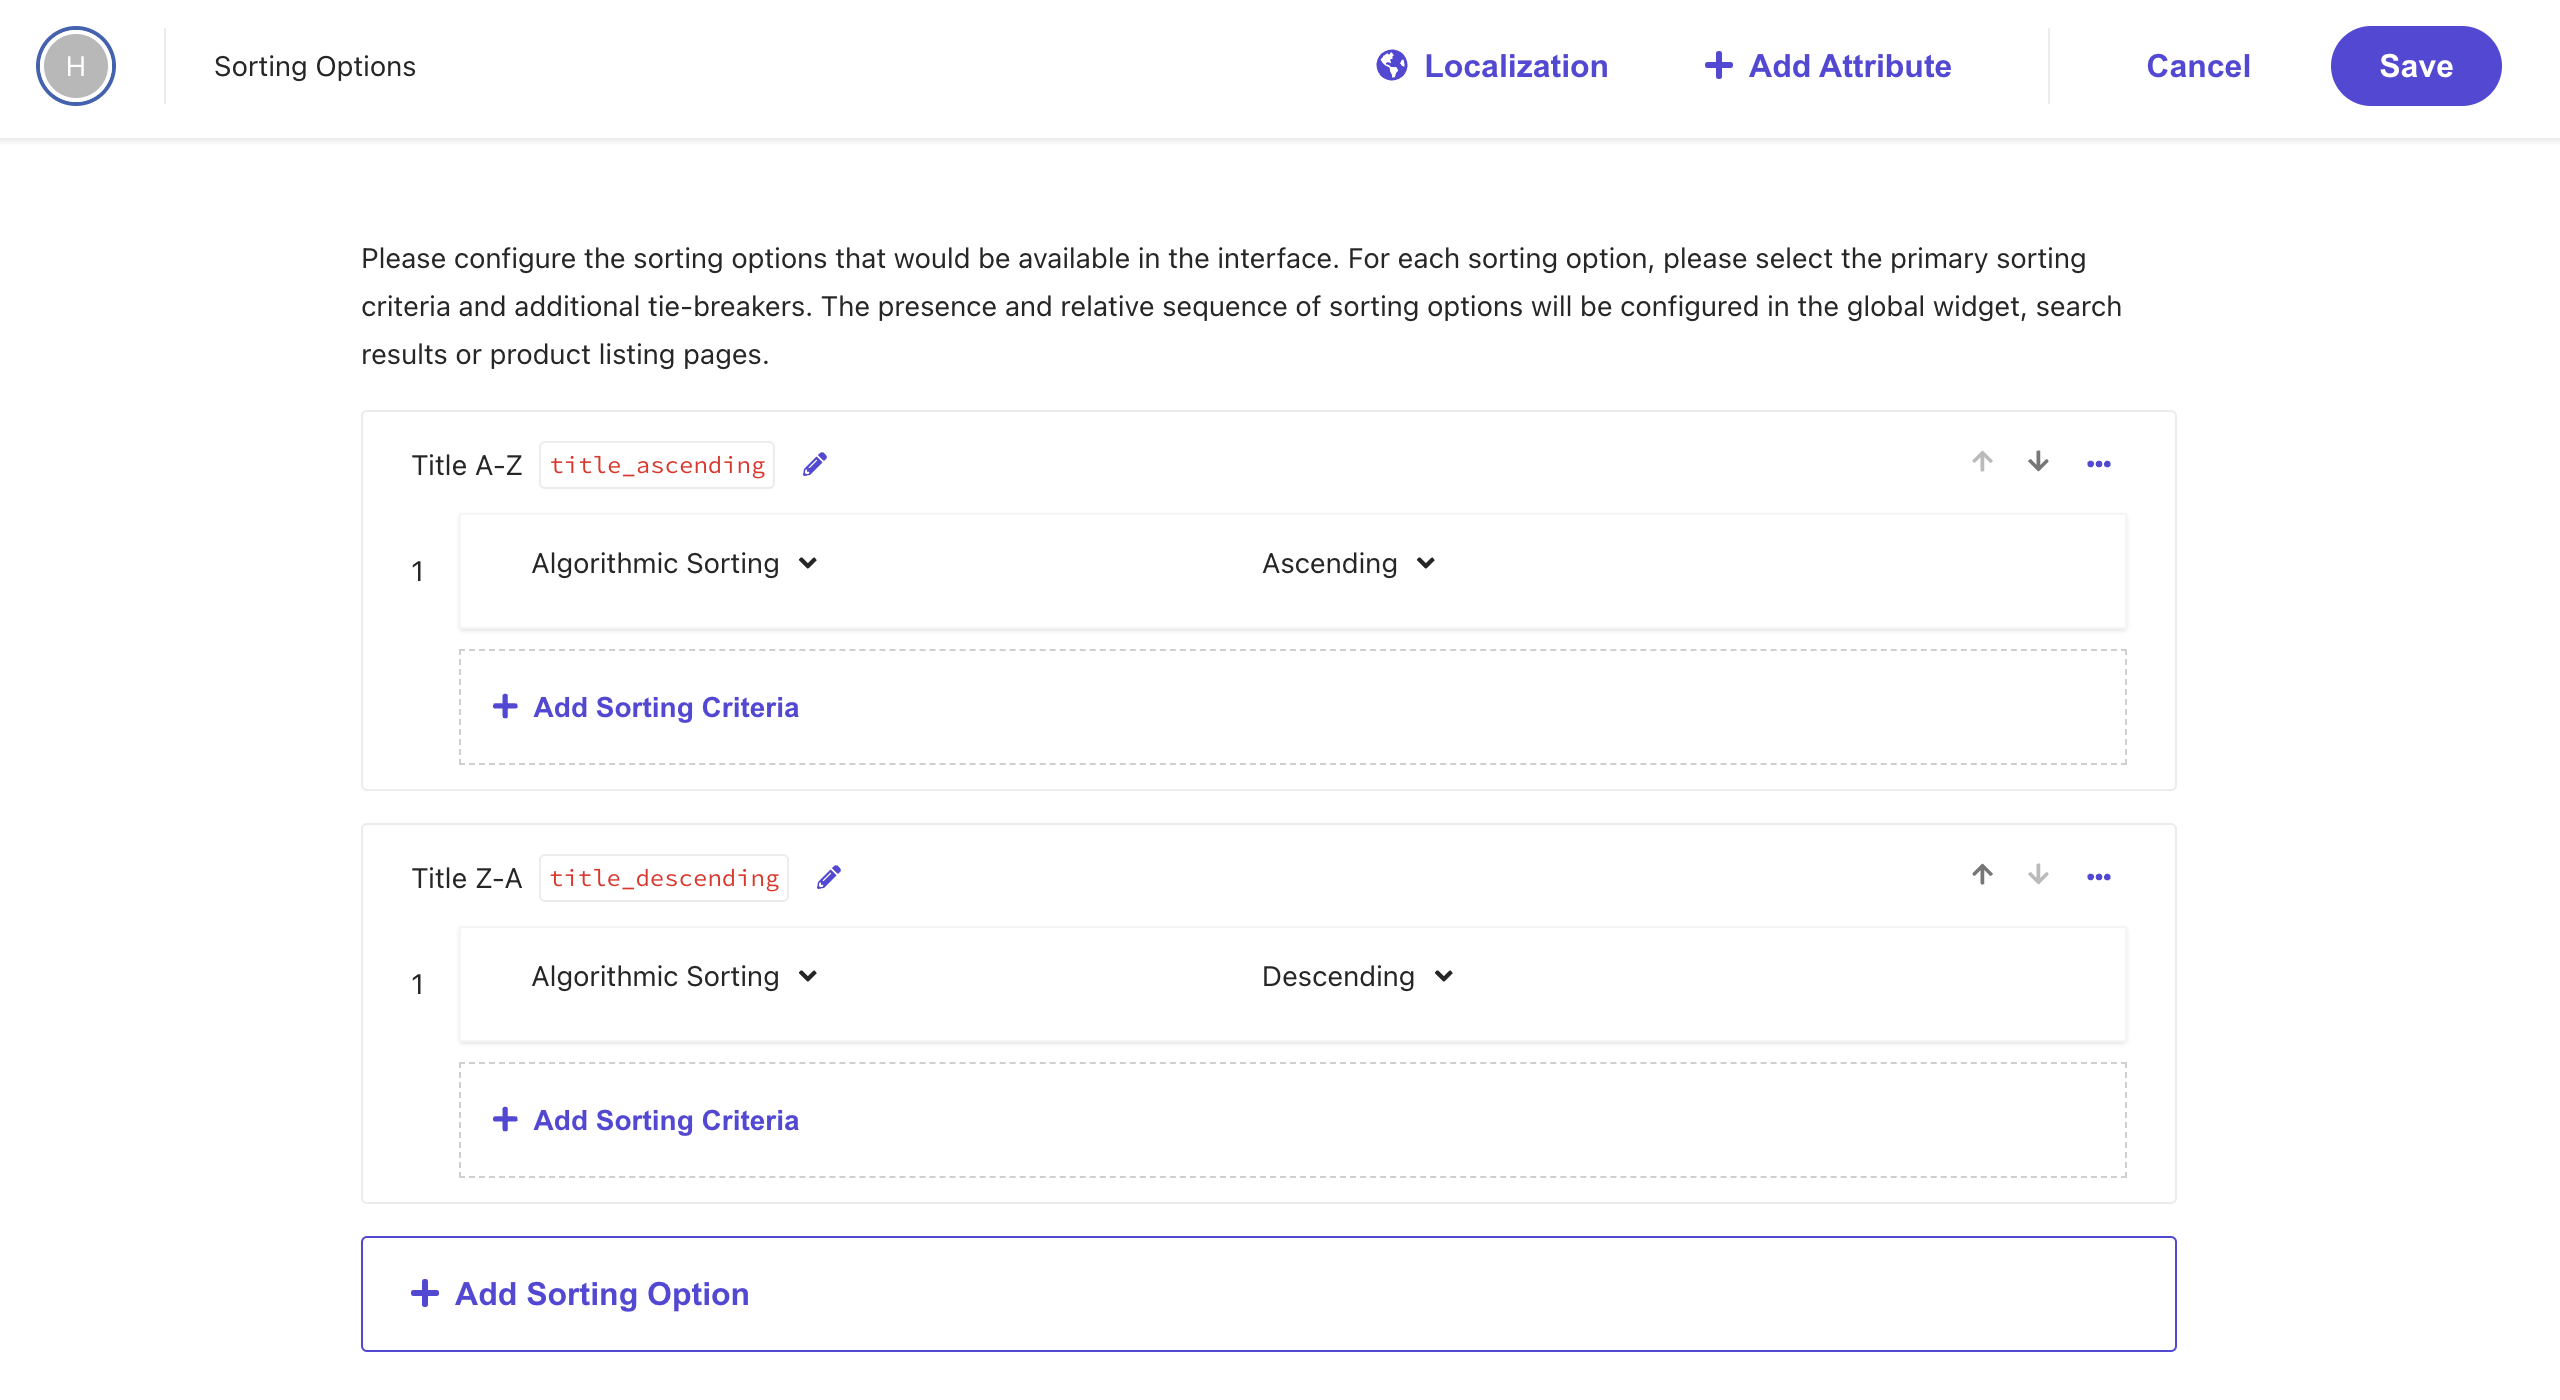 H
Sorting Options
Localization
Add Attribute
Cancel
Save
Please configure the sorting options that would be available in the interface. For each sorting option, please select the primary sorting
criteria and additional tie-breakers. The presence and relative sequence of sorting options will be configured in the global widget, search
results or product listing pages.
Title A-Z title_ascending
1 Algorithmic Sorting Ascending
Add Sorting Criteria
Title Z-A title_descending
1 Algorithmic Sorting Descending
Add Sorting Criteria
Add Sorting Option